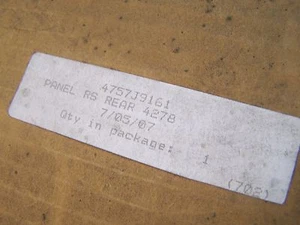 4757J9161
PANEL RS REAR 4278
7/05/07
Qty in package: 1
(702)